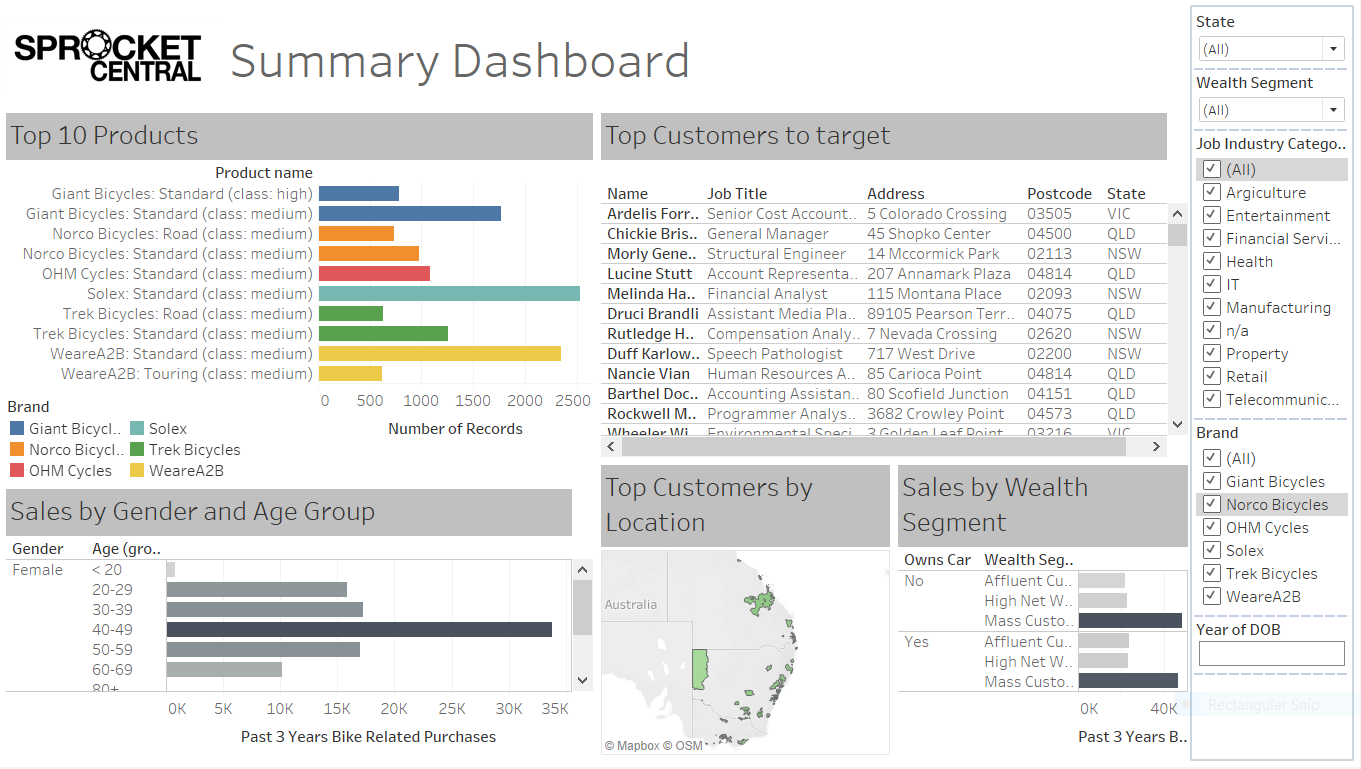 SPROCKET
CENTRAL
Summary Dashboard
Top 10 Products
Product name
Giant Bicycles: Standard (class: high)
Giant Bicycles: Standard (class: medium)
Norco Bicycles: Road (class: medium)
Norco Bicycles: Standard (class: medium)
OHM Cycles: Standard (class: medium)
Solex: Standard (class: medium)
Trek Bicycles: Road (class: medium)
Trek Bicycles: Standard (class: medium)
WeareA2B: Standard (class: medium)
WeareA2B: Touring (class: medium)
0 500 1000 1500 2000 2500
Number of Records
Brand
Giant Bicycl.. Solex
Norco Bicycl.. Trek Bicycles
OHM Cycles WeareA2B
Sales by Gender and Age Group
Gender Age (gro..
Female < 20
20-29
30-39
40-49
50-59
60-69
80+
0K 5K 10K 15K 20K 25K 30K 35K
Past 3 Years Bike Related Purchases
Top Customers to target
Name Job Title Address Postcode State
Ardelis Forr.. Senior Cost Account.. 5 Colorado Crossing 03505 VIC
Chickie Bris.. General Manager 45 Shopko Center 04500 QLD
Morly Gene.. Structural Engineer 14 Mccormick Park 02113 NSW
Lucine Stutt Account Representa.. 207 Annamark Plaza 04814 QLD
Melinda Ha.. Financial Analyst 115 Montana Place 02093 NSW
Druci Brandli Assistant Media Pla.. 89105 Pearson Terr.. 04075 QLD
Rutledge H.. Compensation Analy.. 7 Nevada Crossing 02620 NSW
Duff Karlow.. Speech Pathologist 717 West Drive 02200 NSW
Nancie Vian Human Resources A.. 85 Carioca Point 04814 QLD
Barthel Doc.. Accounting Assistan.. 80 Scofield Junction 04151 QLD
Rockwell M.. Programmer Analys.. 3682 Crowley Point 04573 QLD
Wheeler Wi.. Environmental Speci.. 3 Golden Leaf Point 03216 VIC
Top Customers by
Location
Australia
© Mapbox © OSM
Sales by Wealth
Segment
Owns Car Wealth Seg..
No Affluent Cu..
High Net W..
Mass Custo..
Yes Affluent Cu..
High Net W..
Mass Custo..
0K 40K
Past 3 Years B..
State
(All)
Wealth Segment
(All)
Job Industry Catego..
(All)
Argiculture
Entertainment
Financial Servi...
Health
IT
Manufacturing
n/a
Property
Retail
Telecommunic...
Brand
(All)
Giant Bicycles
Norco Bicycles
OHM Cycles
Solex
Trek Bicycles
WeareA2B
Year of DOB
Rectangular Snip